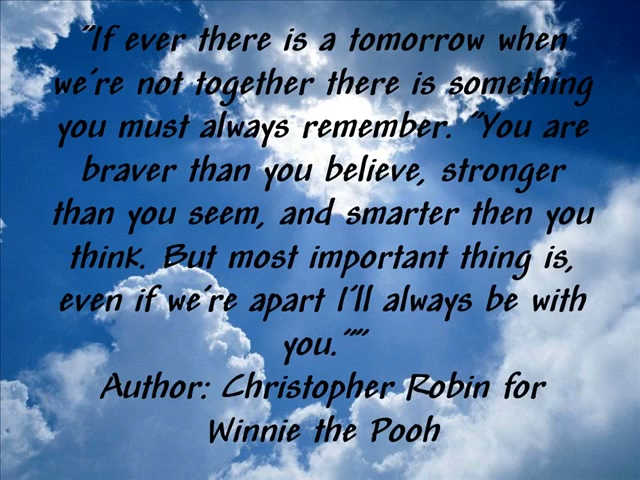 "If ever there is a tomorrow when
we're not together there is something
you must always remember. "You are
braver than you believe, stronger
than you seem, and smarter then you
think. But most important thing is,
even if we're apart I'll always be with
you.""
Author: Christopher Robin for
Winnie the Pooh